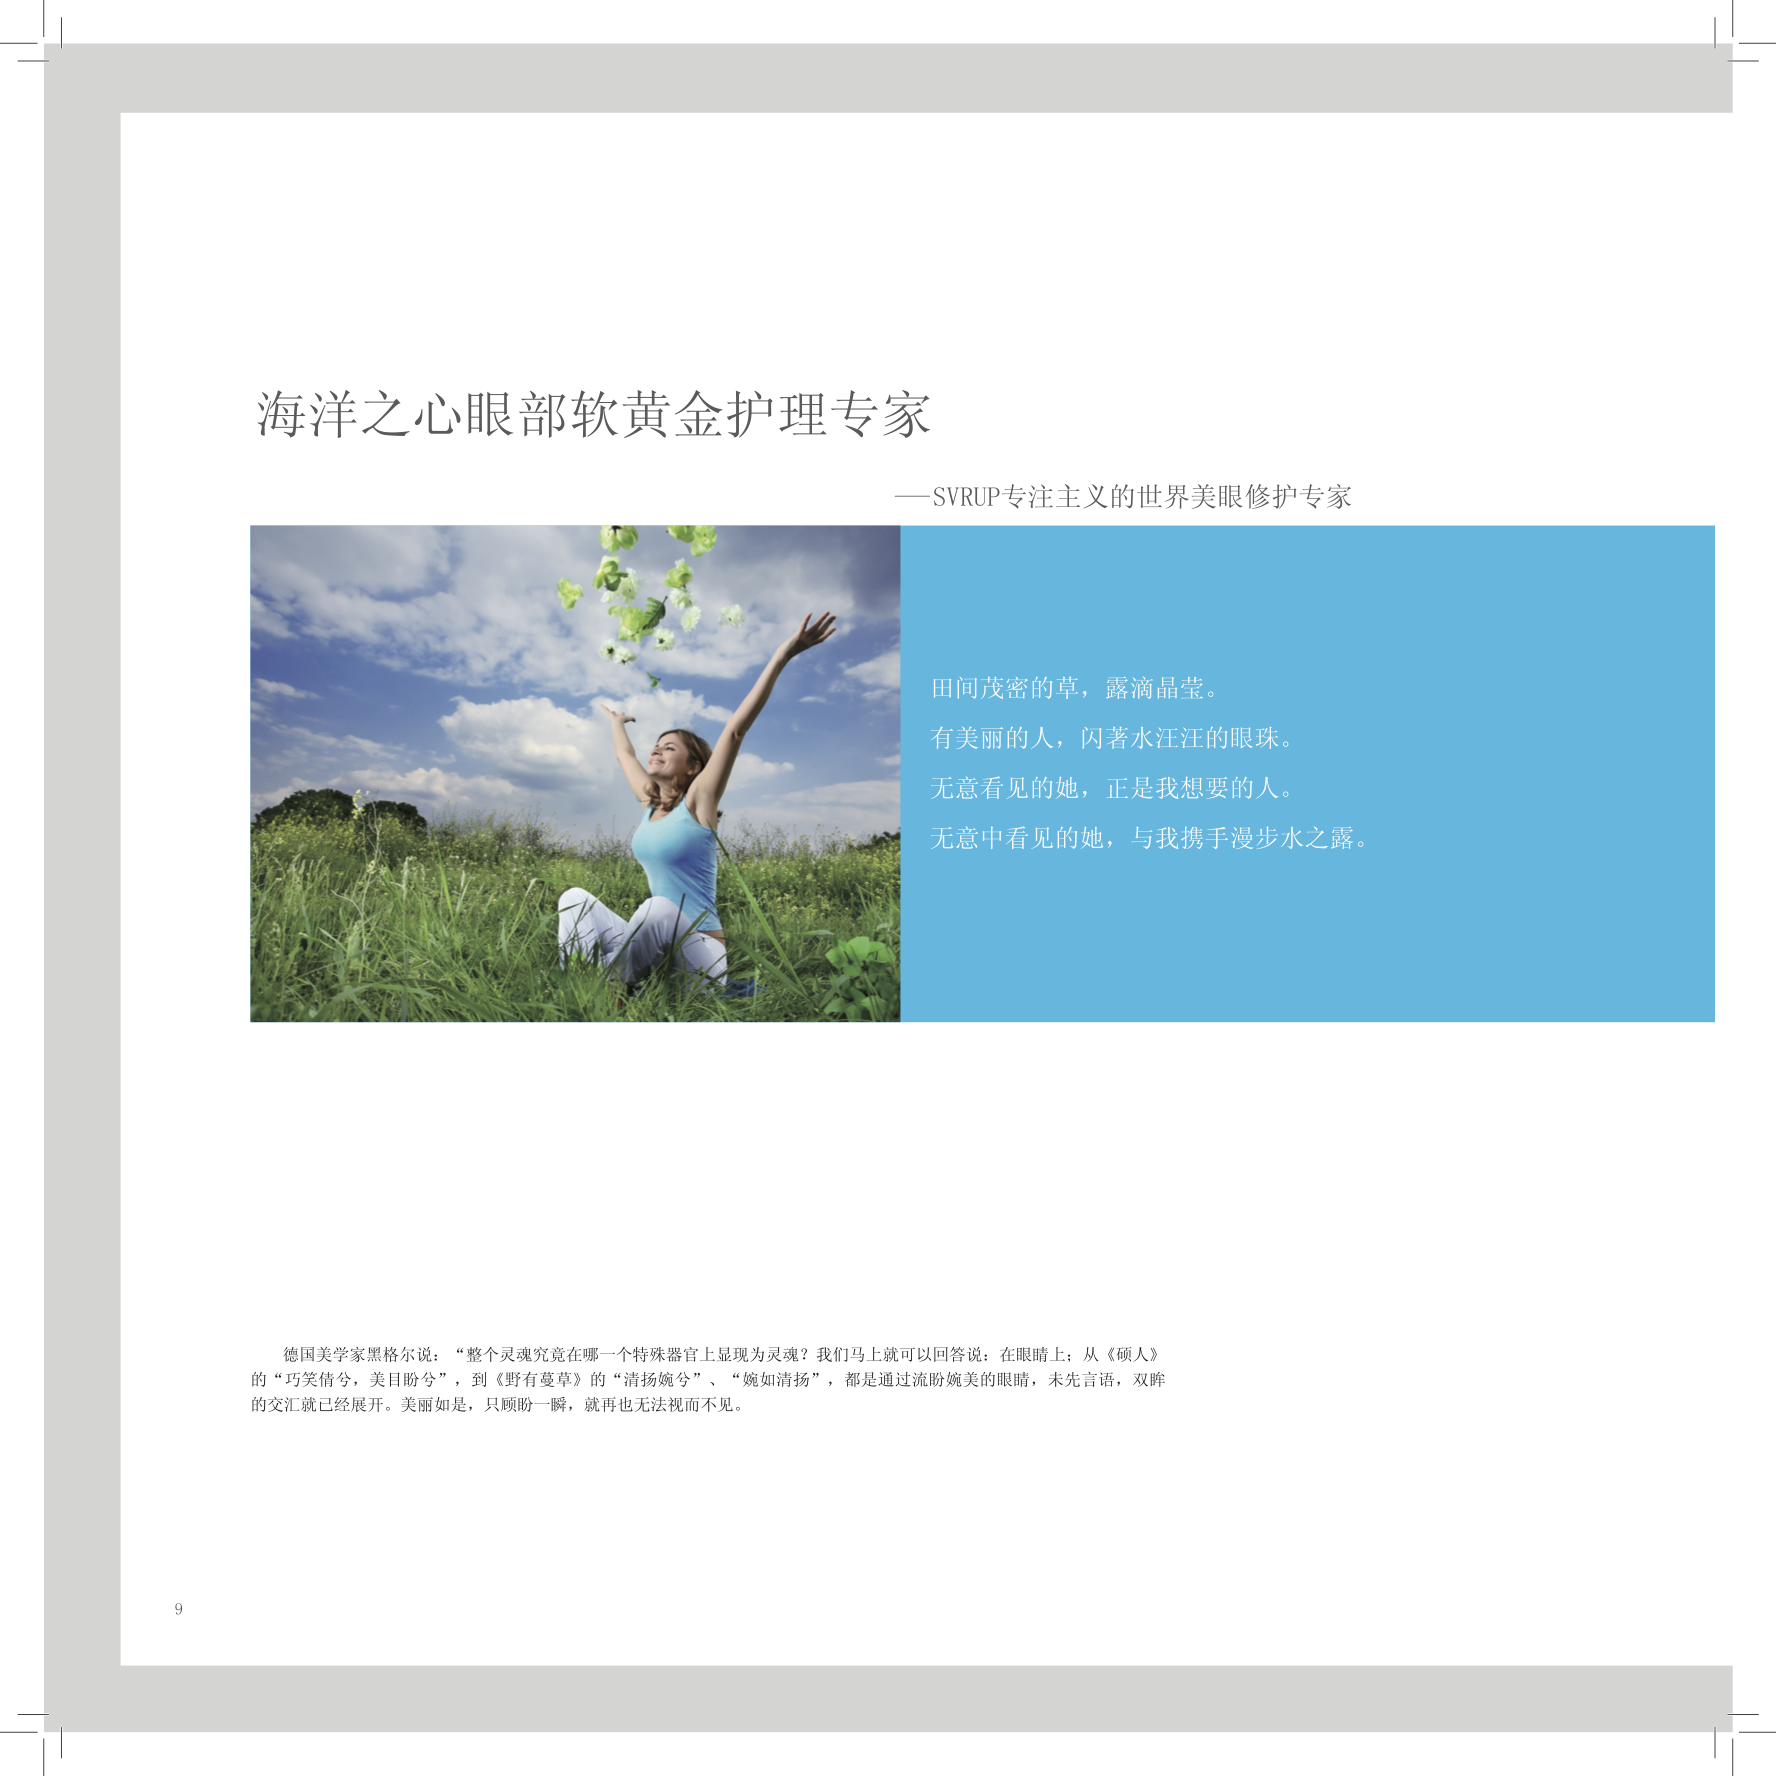 海洋之心眼部软黄金护理专家
——SVRUP专注主义的世界美眼修护专家
田间茂密的草，露滴晶莹。
有美丽的人，闪著水汪汪的眼珠。
无意看见的她，正是我想要的人。
无意中看见的她，与我携手漫步水之露。
德国美学家黑格尔说：“整个灵魂究竟在哪一个特殊器官上显现为灵魂？我们马上就可以回答说：在眼睛上；从《硕人》
的“巧笑倩兮，美目盼兮”，到《野有蔓草》的“清扬婉兮”、“婉如清扬”，都是通过流盼婉美的眼睛，未先言语，双眸
的交汇就已经展开。美丽如是，只顾盼一瞬，就再也无法视而不见。
9